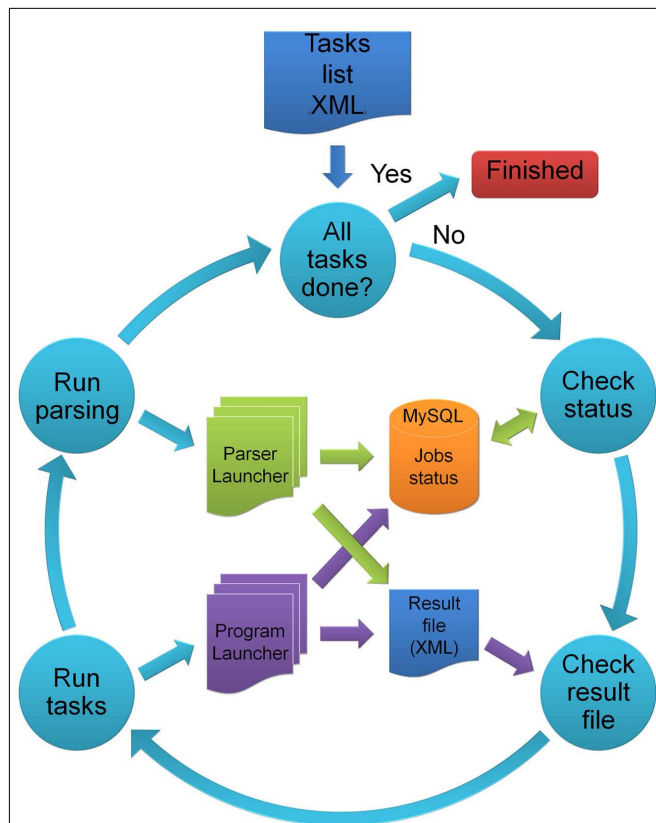 Tasks
list
XML
Yes
Finished
All
tasks
done?
No
Run
parsing
Check
status
MySQL
Jobs
status
Parser
Launcher
Program
Launcher
Result
file
(XML)
Run
tasks
Check
result
file